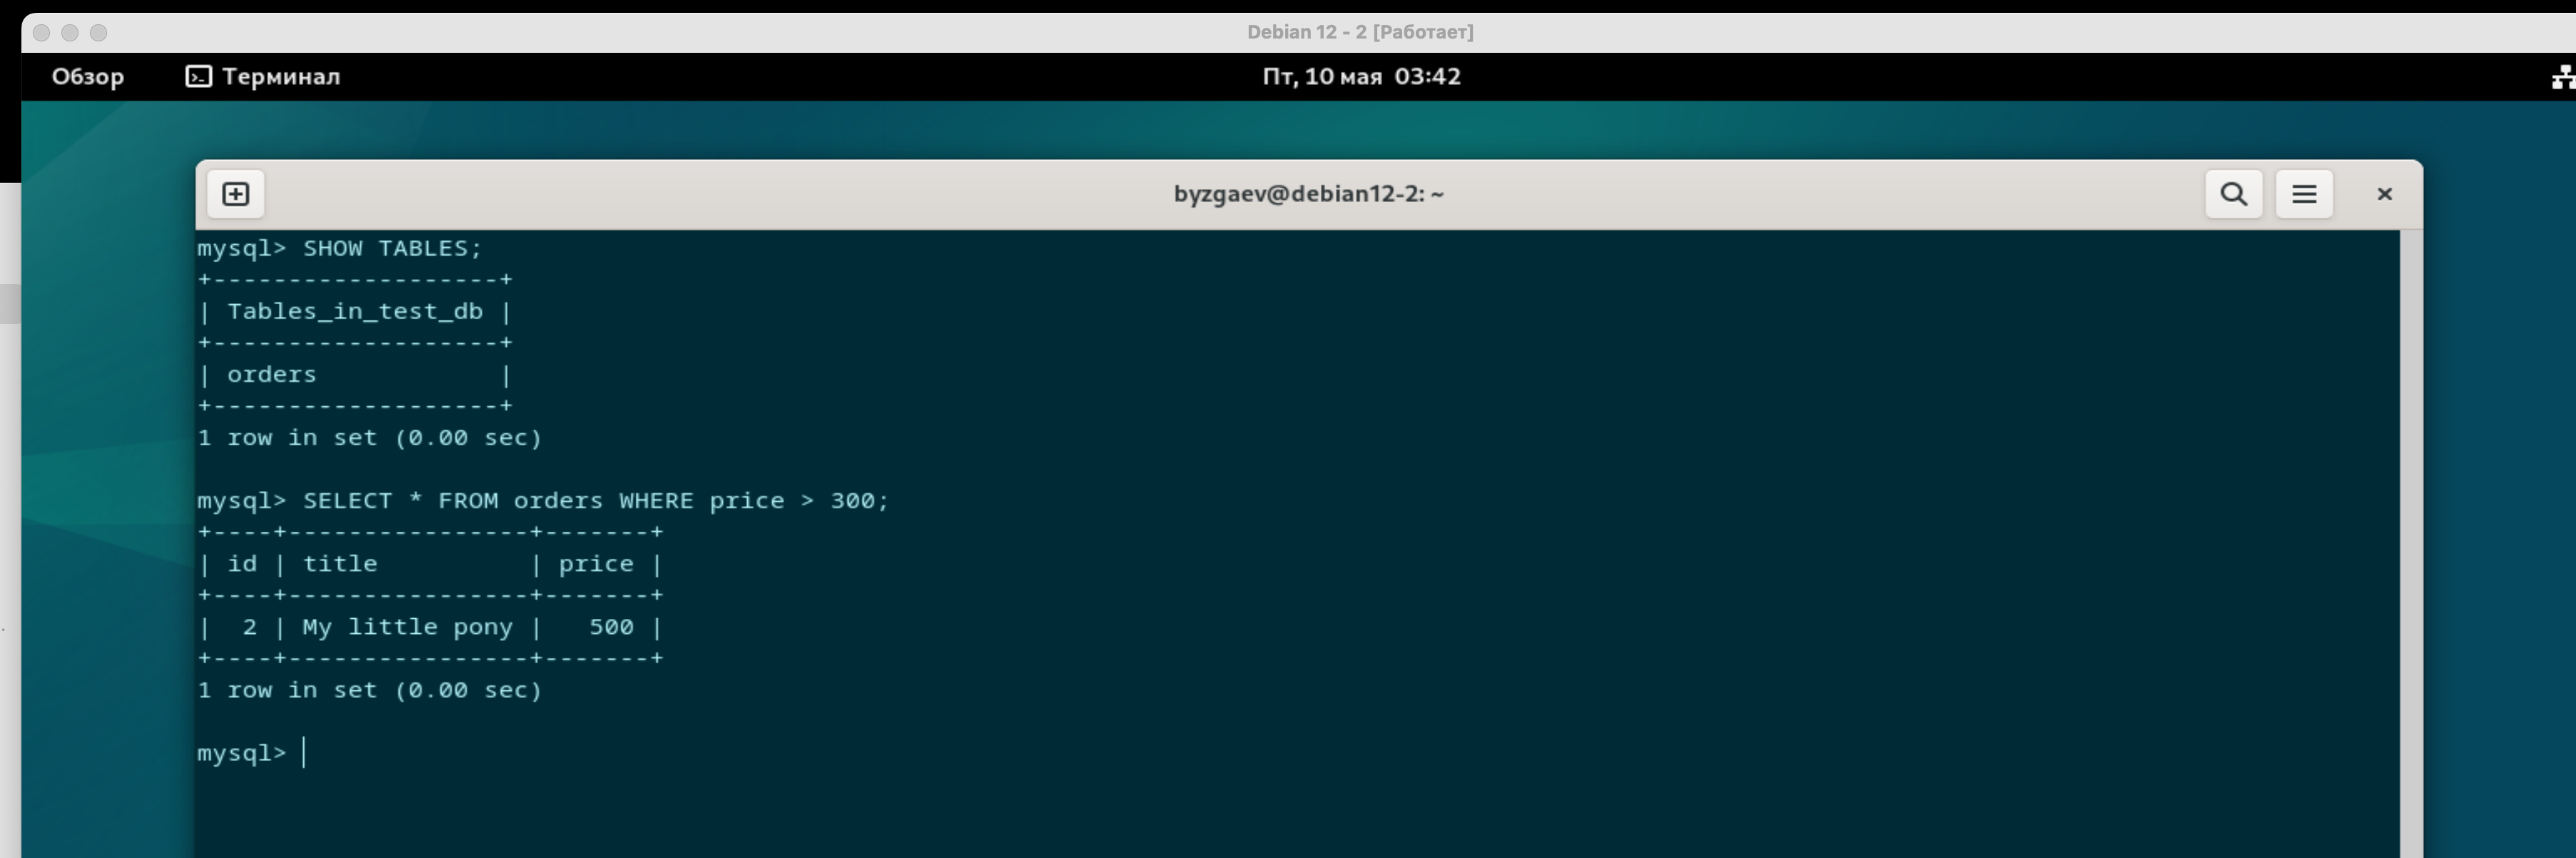 Debian 12 - 2 [Работает]
Обзор Терминал Пт, 10 мая 03:42
byzgaev@debian12-2: ~
mysql> SHOW TABLES;
+-------------------+
| Tables_in_test_db |
+-------------------+
| orders            |
+-------------------+
1 row in set (0.00 sec)
mysql> SELECT * FROM orders WHERE price > 300;
+----+----------------+-------+
| id | title          | price |
+----+----------------+-------+
|  2 | My little pony |   500 |
+----+----------------+-------+
1 row in set (0.00 sec)
mysql>